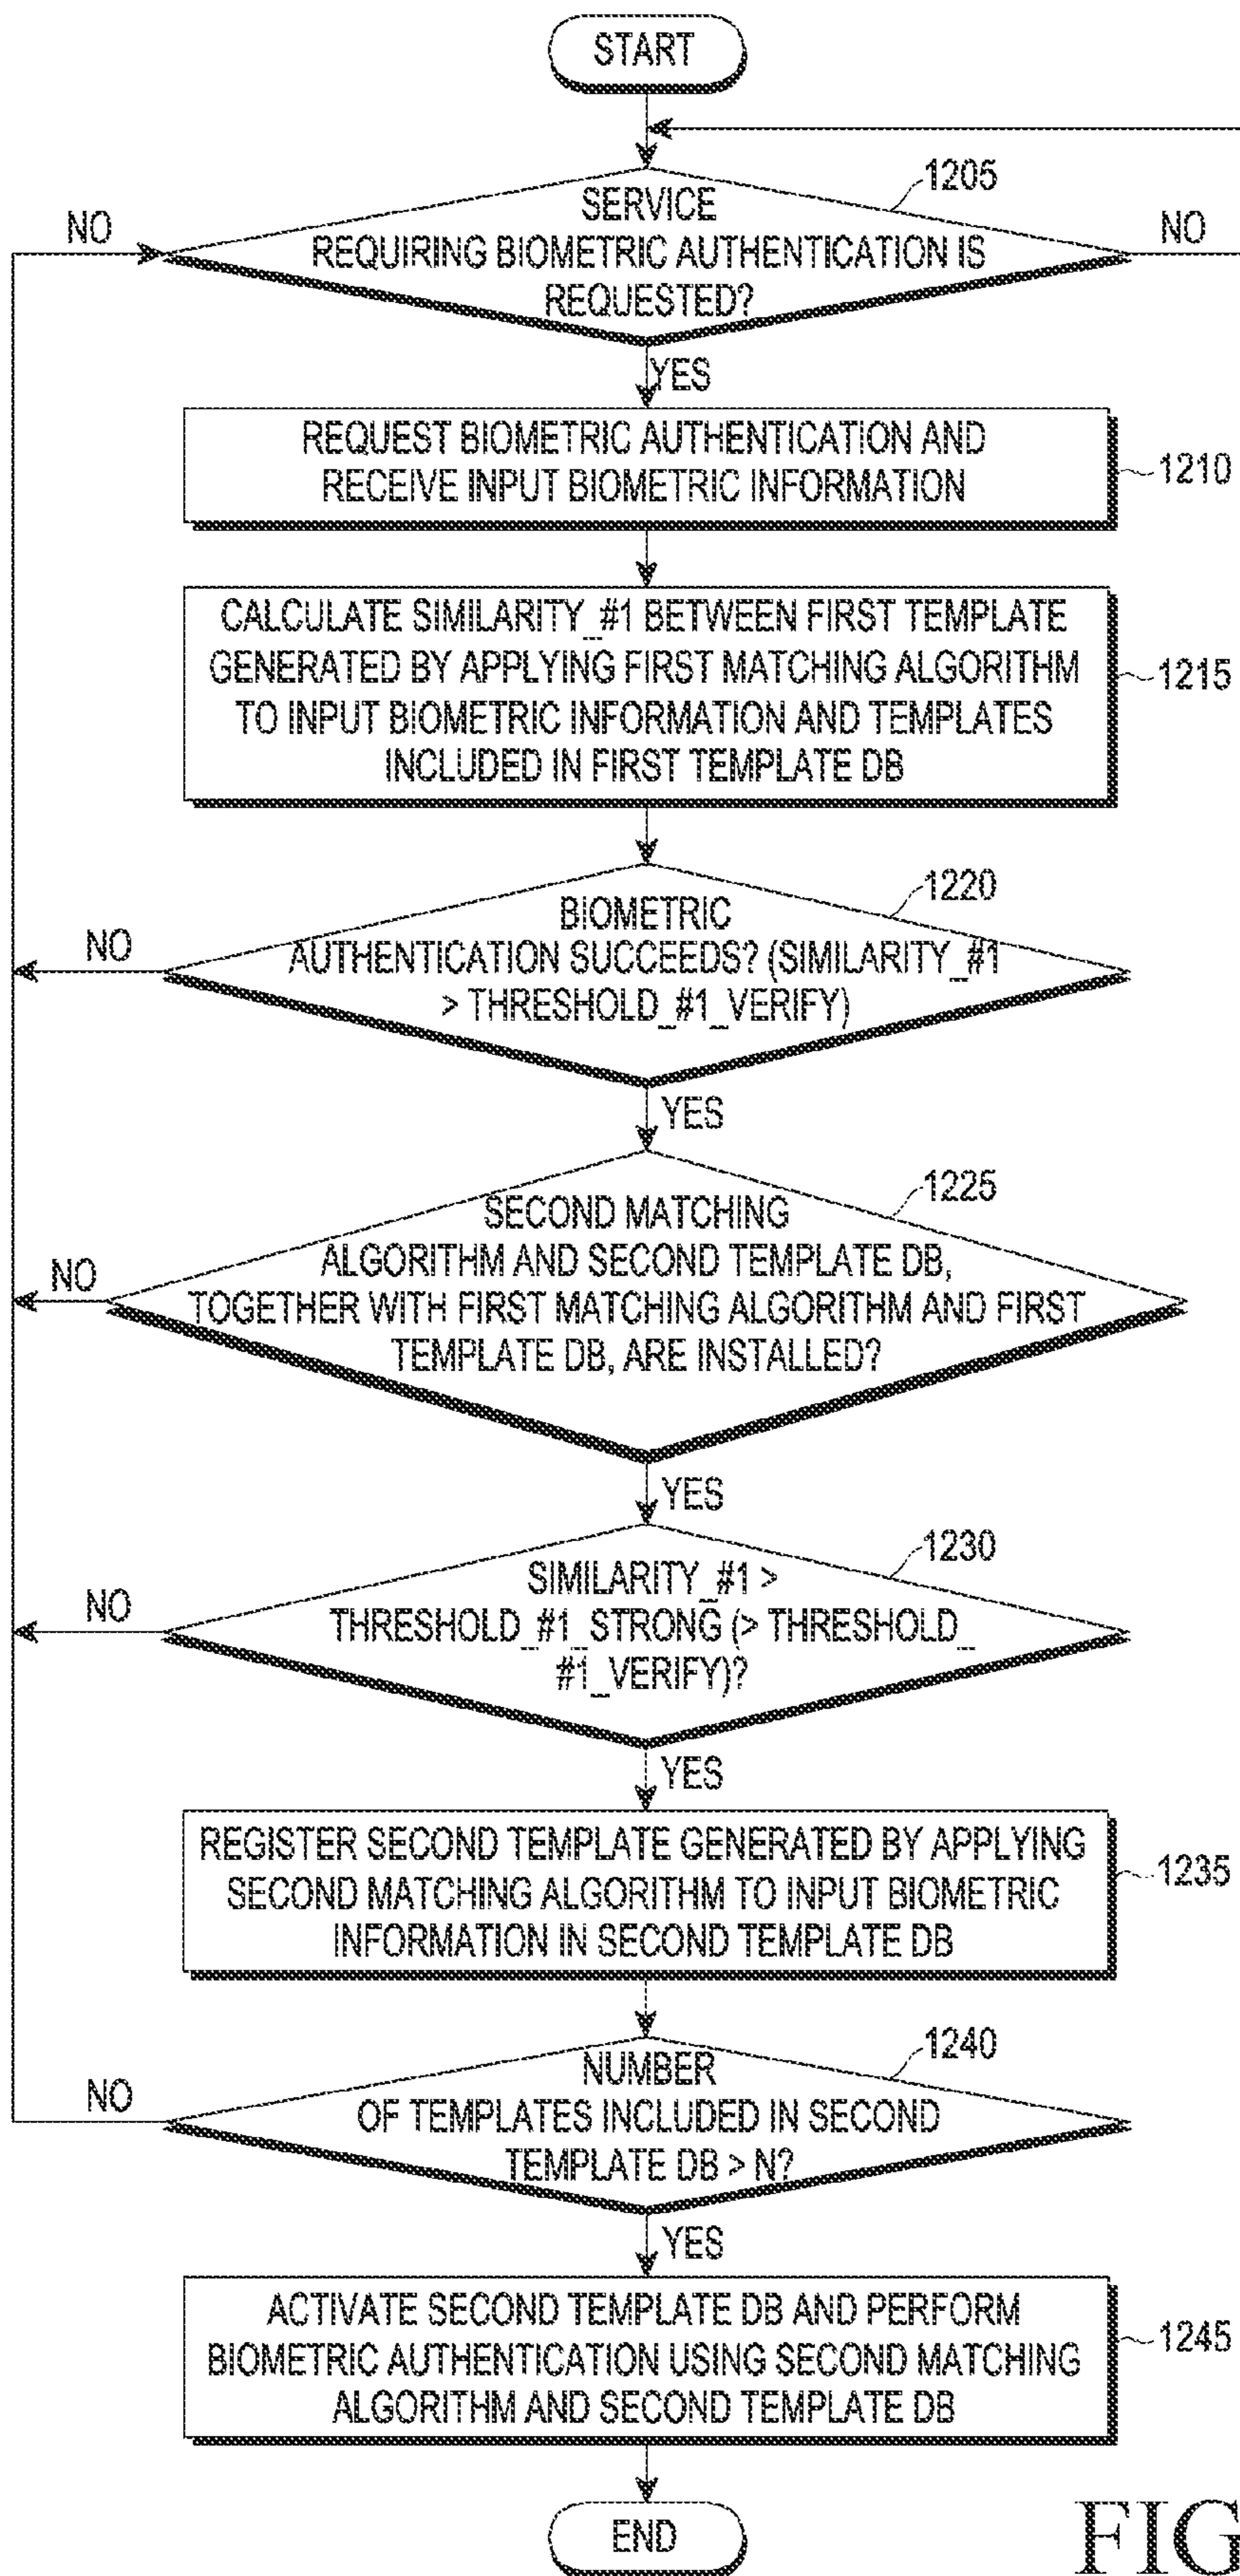 START
1205
NO
SERVICE
REQUIRING BIOMETRIC AUTHENTICATION IS
REQUESTED?
NO
YES
REQUEST BIOMETRIC AUTHENTICATION AND
RECEIVE INPUT BIOMETRIC INFORMATION
1210
CALCULATE SIMILARITY_#1 BETWEEN FIRST TEMPLATE
GENERATED BY APPLYING FIRST MATCHING ALGORITHM
TO INPUT BIOMETRIC INFORMATION AND TEMPLATES
INCLUDED IN FIRST TEMPLATE DB
1215
1220
BIOMETRIC
AUTHENTICATION SUCCEEDS? (SIMILARITY_#1
> THRESHOLD_#1_VERIFY)
NO
YES
1225
SECOND MATCHING
ALGORITHM AND SECOND TEMPLATE DB,
TOGETHER WITH FIRST MATCHING ALGORITHM AND FIRST
TEMPLATE DB, ARE INSTALLED?
NO
YES
1230
SIMILARITY_#1 >
THRESHOLD_#1_STRONG (> THRESHOLD_
#1_VERIFY)?
NO
YES
REGISTER SECOND TEMPLATE GENERATED BY APPLYING
SECOND MATCHING ALGORITHM TO INPUT BIOMETRIC
INFORMATION IN SECOND TEMPLATE DB
1235
1240
NUMBER
OF TEMPLATES INCLUDED IN SECOND
TEMPLATE DB > N?
NO
YES
ACTIVATE SECOND TEMPLATE DB AND PERFORM
BIOMETRIC AUTHENTICATION USING SECOND MATCHING
ALGORITHM AND SECOND TEMPLATE DB
1245
END
FIG